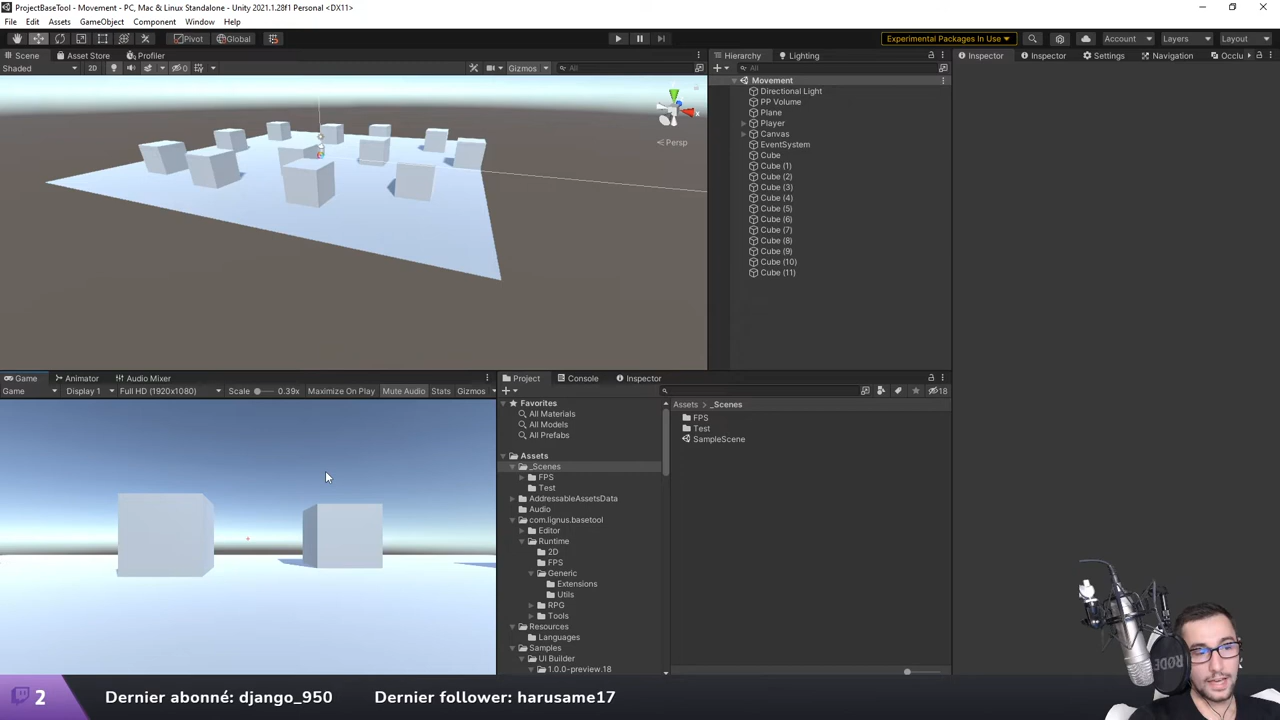 ProjectBaseTool - Movement - PC, Mac & Linux Standalone - Unity 2021.1.28f1 Personal <DX11>
File Edit Assets GameObject Component Window Help
Pivot Global Experimental Packages In Use Account Layers Layout
Scene Asset Store Profiler
Shaded 2D 0 Gizmos All
x
Persp
Hierarchy Lighting
All
Movement
Directional Light
PP Volume
Plane
Player
Canvas
EventSystem
Cube
Cube (1)
Cube (2)
Cube (3)
Cube (4)
Cube (5)
Cube (6)
Cube (7)
Cube (8)
Cube (9)
Cube (10)
Cube (11)
Inspector Inspector Settings Navigation Occlu
Game Animator Audio Mixer
Game Display 1 Full HD (1920x1080) Scale 0.39x Maximize On Play Mute Audio Stats Gizmos
Project Console Inspector
18
Favorites
All Materials
All Models
All Prefabs
Assets
_Scenes
FPS
Test
AddressableAssetsData
Audio
com.lignus.basetool
Editor
Runtime
2D
FPS
Generic
Extensions
Utils
RPG
Tools
Resources
Languages
Samples
UI Builder
1.0.0-preview.18
Assets > _Scenes
FPS
Test
SampleScene
RODE
2 Dernier abonné: django_950 Dernier follower: harusame17